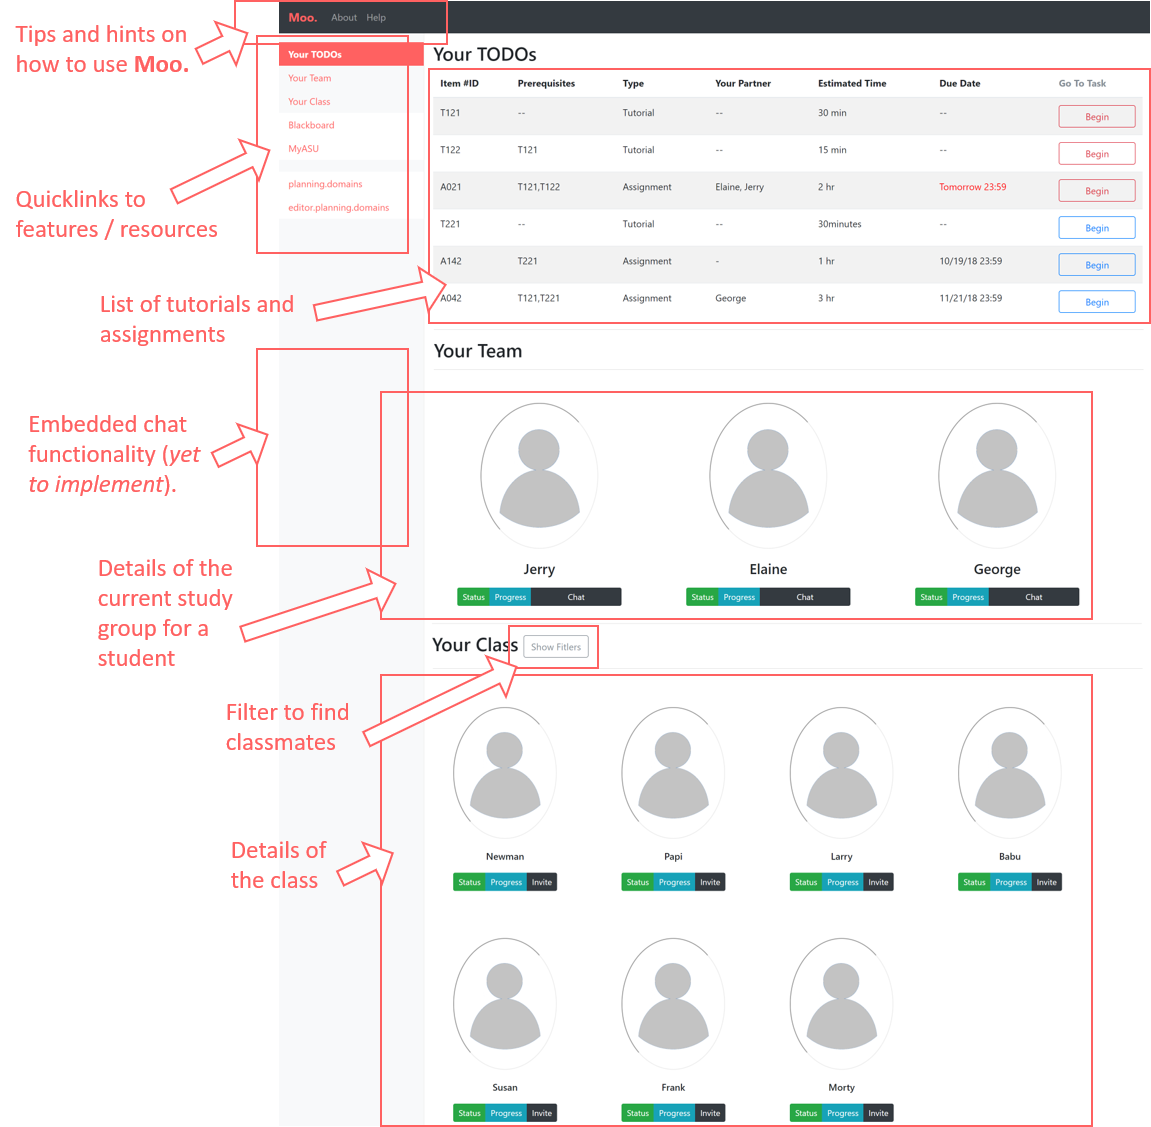 Moo. About Help
Tips and hints on
how to use Moo.
Your TODOs
Your Team
Your Class
Blackboard
MyASU
planning.domains
editor.planning.domains
Quicklinks to
features / resources
Your TODOs
Item #ID Prerequisites Type Your Partner Estimated Time Due Date Go To Task
T121 -- Tutorial -- 30 min -- Begin
T122 T121 Tutorial -- 15 min -- Begin
A021 T121,T122 Assignment Elaine, Jerry 2 hr Tomorrow 23:59 Begin
T221 -- Tutorial -- 30minutes -- Begin
A142 T221 Assignment - 1 hr 10/19/18 23:59 Begin
A042 T121,T221 Assignment George 3 hr 11/21/18 23:59 Begin
List of tutorials and
assignments
Your Team
Embedded chat
functionality (yet
to implement).
Jerry Elaine George
Status Progress Chat Status Progress Chat Status Progress Chat
Details of the
current study
group for a
student
Your Class Show Fitlers
Filter to find
classmates
Details of
the class
Newman Papi Larry Babu
Status Progress Invite Status Progress Invite Status Progress Invite Status Progress Invite
Susan Frank Morty
Status Progress Invite Status Progress Invite Status Progress Invite